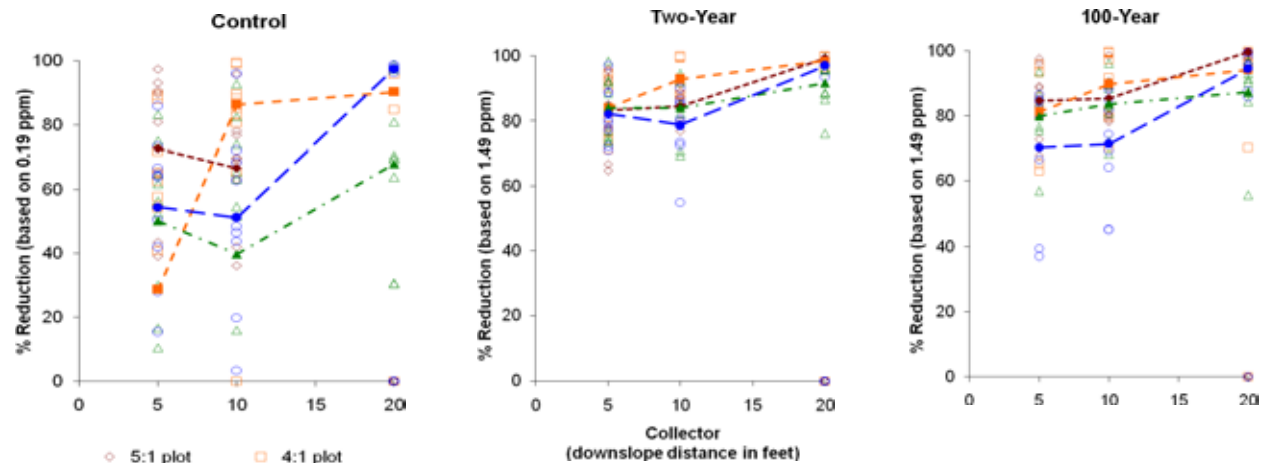 Control
Two-Year
100-Year
% Reduction (based on 0.19 ppm)
100
80
60
40
20
0
0 5 10 15 20
% Reduction (based on 1.49 ppm)
100
80
60
40
20
0
0 5 10 15 20
Collector
(downslope distance in feet)
% Reduction (based on 1.49 ppm)
100
80
60
40
20
0
0 5 10 15 20
5:1 plot 4:1 plot